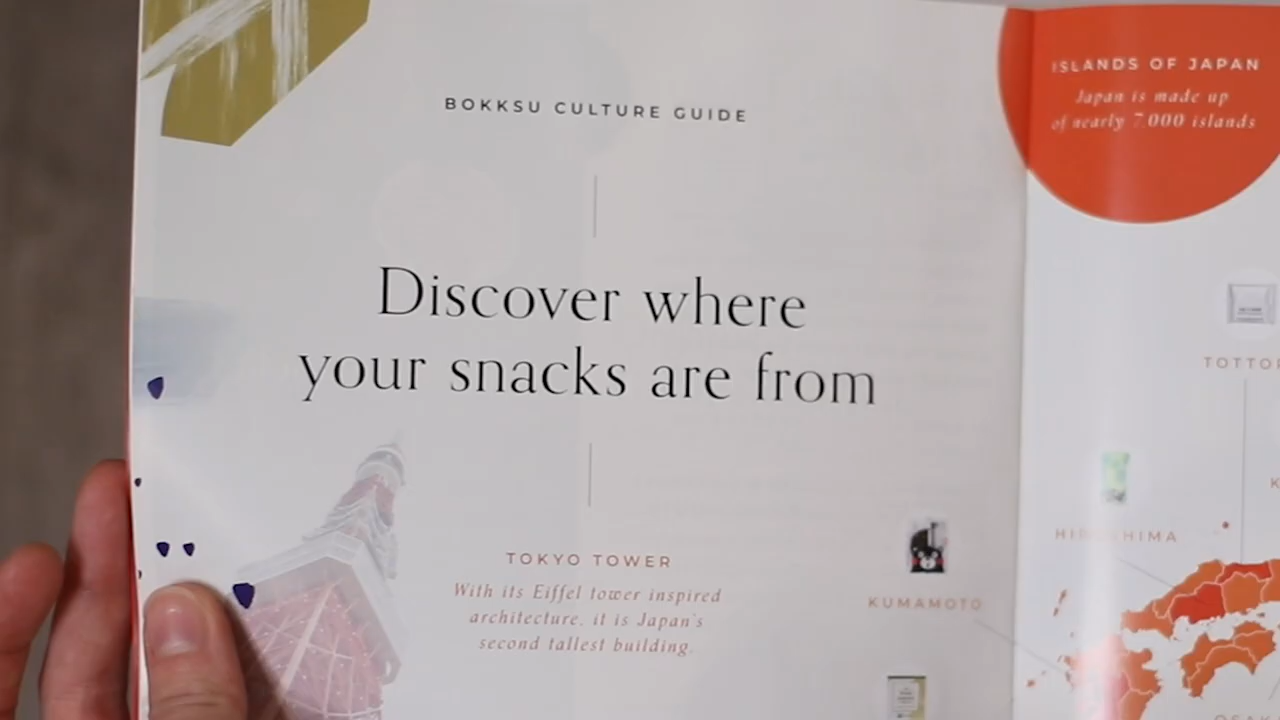 BOKKSU CULTURE GUIDE
Discover where
your snacks are from
TOKYO TOWER
With its Eiffel tower inspired
architecture, it is Japan's
second tallest building.
KUMAMOTO
ISLANDS OF JAPAN
Japan is made up
of nearly 7,000 islands
HIROSHIMA